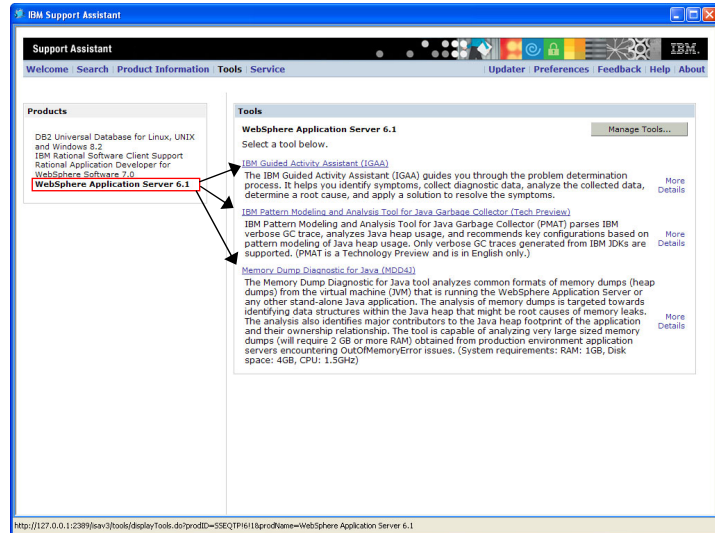 IBM Support Assistant
Support Assistant
IBM.
Welcome Search Product Information Tools Service Updater Preferences Feedback Help About
Products
DB2 Universal Database for Linux, UNIX
and Windows 8.2
IBM Rational Software Client Support
Rational Application Developer for
WebSphere Software 7.0
WebSphere Application Server 6.1
Tools
WebSphere Application Server 6.1
Manage Tools...
Select a tool below.
IBM Guided Activity Assistant (IGAA)
The IBM Guided Activity Assistant (IGAA) guides you through the problem determination
process. It helps you identify symptoms, collect diagnostic data, analyze the collected data,
determine a root cause, and apply a solution to resolve the symptoms.
More
Details
IBM Pattern Modeling and Analysis Tool for Java Garbage Collector (Tech Preview)
IBM Pattern Modeling and Analysis Tool for Java Garbage Collector (PMAT) parses IBM
verbose GC trace, analyzes Java heap usage, and recommends key configurations based on
pattern modeling of Java heap usage. Only verbose GC traces generated from IBM JDKs are
supported. (PMAT is a Technology Preview and is in English only.)
More
Details
Memory Dump Diagnostic for Java (MDD4J)
The Memory Dump Diagnostic for Java tool analyzes common formats of memory dumps (heap
dumps) from the virtual machine (JVM) that is running the WebSphere Application Server or
any other stand-alone Java application. The analysis of memory dumps is targeted towards
identifying data structures within the Java heap that might be root causes of memory leaks.
The analysis also identifies major contributors to the Java heap footprint of the application
and their ownership relationship. The tool is capable of analyzing very large sized memory
dumps (will require 2 GB or more RAM) obtained from production environment application
servers encountering OutOfMemoryError issues. (System requirements: RAM: 1GB, Disk
space: 4GB, CPU: 1.5GHz)
More
Details
http://127.0.0.1:2389/isav3/tools/displayTools.do?prodID=SSEQTP!6!1&prodName=WebSphere Application Server 6.1